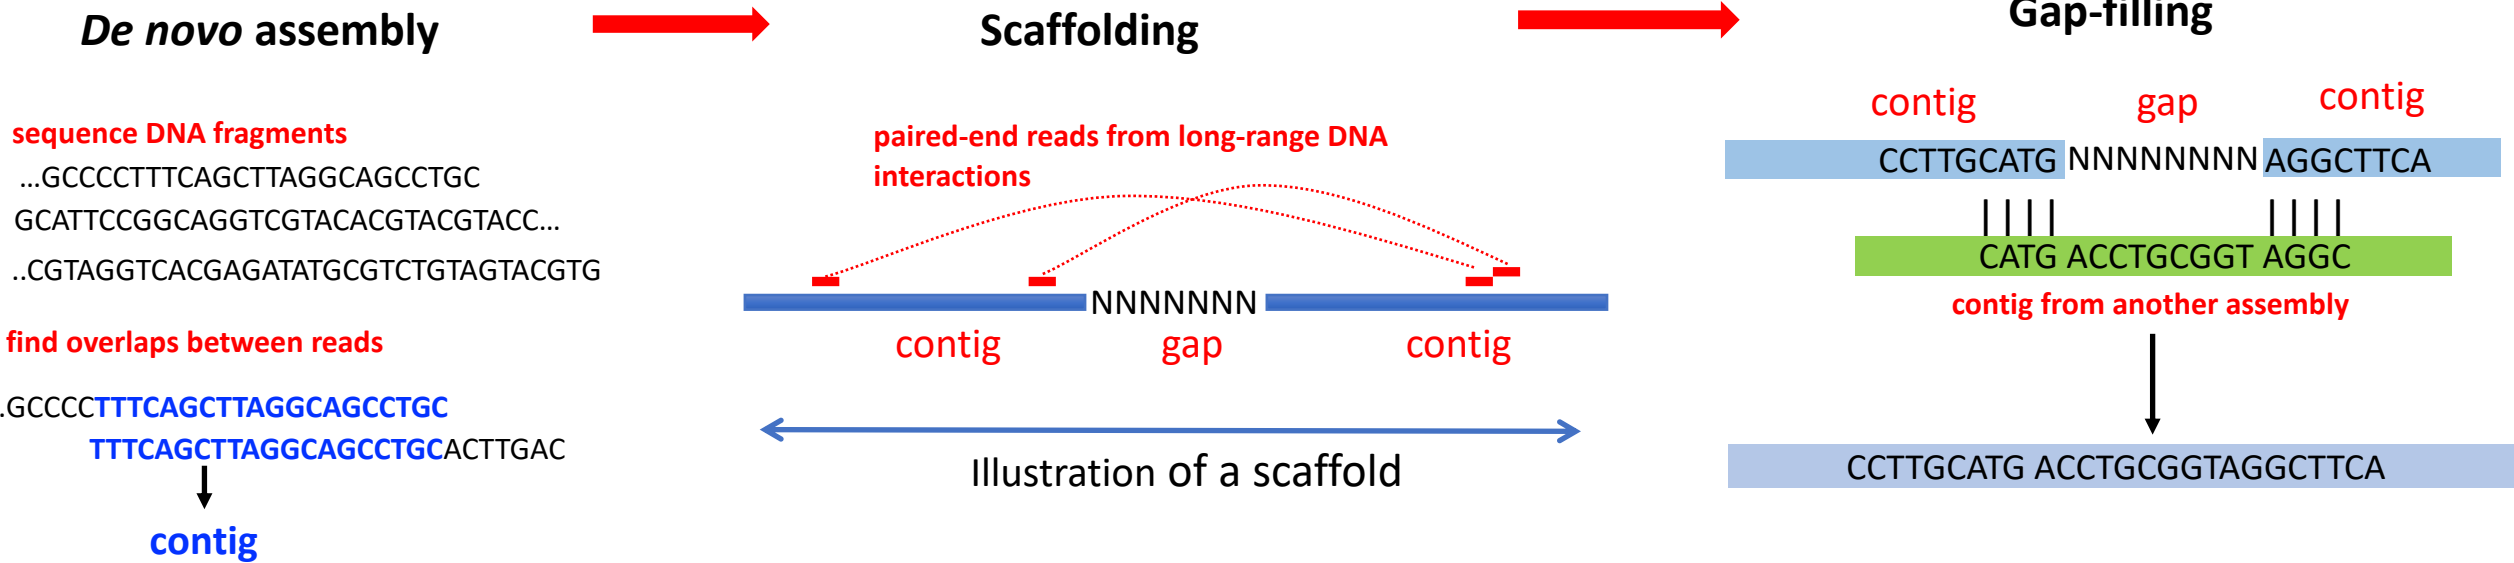 De novo assembly
sequence DNA fragments
...GCCCCTTTCAGCTTAGGCAGCCTGC
GCATTCCGGCAGGTCGTACACGTACGTACC...
..CGTAGGTCACGAGATATGCGTCTGTAGTACGTG
find overlaps between reads
.GCCCCTTTCAGCTTAGGCAGCCTGC
TTTCAGCTTAGGCAGCCTGCACTTGAC
contig
Scaffolding
paired-end reads from long-range DNA
interactions
NNNNNNN
contig gap contig
Illustration of a scaffold
Gap-filling
contig gap contig
CCTTGCATG NNNNNNNN AGGCTTCA
CATG ACCTGCGGT AGGC
contig from another assembly
CCTTGCATG ACCTGCGGTAGGCTTCA